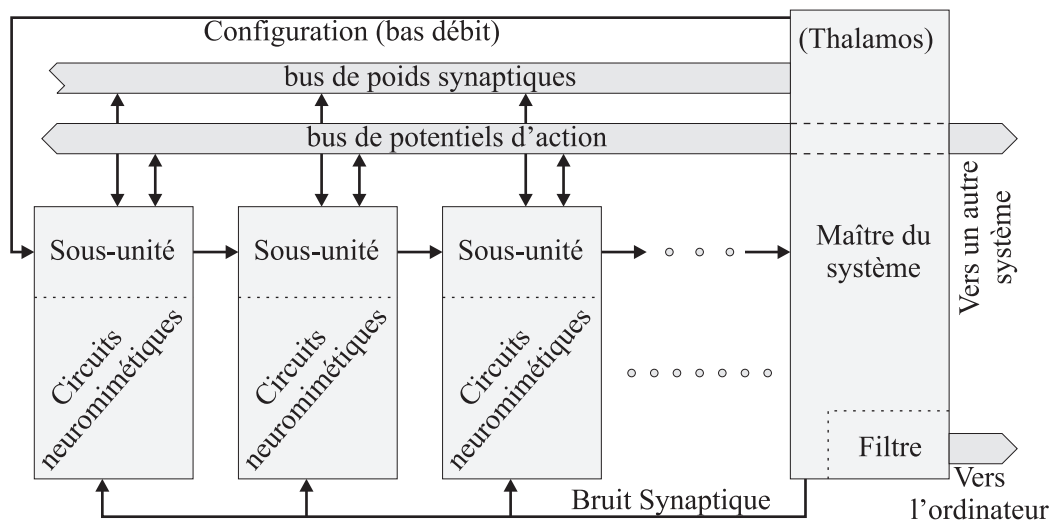 Configuration (bas débit)
(Thalamos)
bus de poids synaptiques
bus de potentiels d'action
Sous-unité
Sous-unité
Sous-unité
Maître du
système
Vers un autre
système
Circuits
neuromimétiques
Circuits
neuromimétiques
Circuits
neuromimétiques
Filtre
Bruit Synaptique
Vers
l'ordinateur